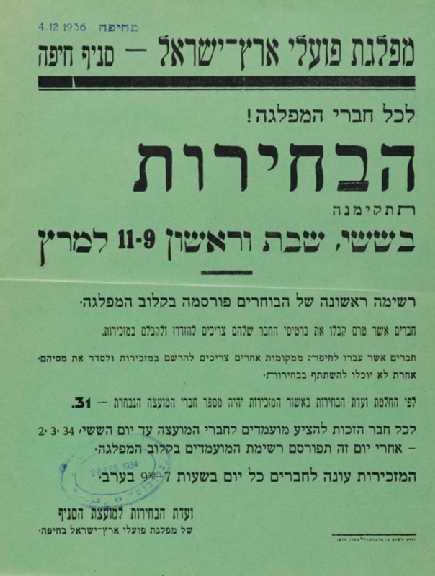 מחיפה 4.12.1936
מפלגת פועלי ארץ־ישראל — סניף חיפה
לכל חברי המפלגה!
הבחירות
תתקימנה
בששי, שבת וראשון 11-9 למרץ
רשימה ראשונה של הבוחרים פורסמה בקלוב המפלגה.
חברים אשר טרם קבלו את כרטיסי החבר שלהם צריכים להזדרז ולקבלם במזכירות.
חברים אשר עברו לחיפה ממקומות אחרים צריכים להרשם במזכירות ולסדר את מסיהם,
אחרת לא יוכלו להשתתף בבחירות.
לפי החלטת ועדת הבחירות באשור המזכירות יהיה מספר חברי המועצה הנבחרת — 31.
לכל חבר הזכות להציע מועמדים לחברי המועצה עד יום הששי, 2.3.34
— אחרי יום זה תפורסם רשימת המועמדים בקלוב המפלגה.
המזכירות עונה לחברים כל יום בשעות 7-9 בערב.
ועדת הבחירות למועצת הסניף
של מפלגת פועלי ארץ־ישראל בחיפה.